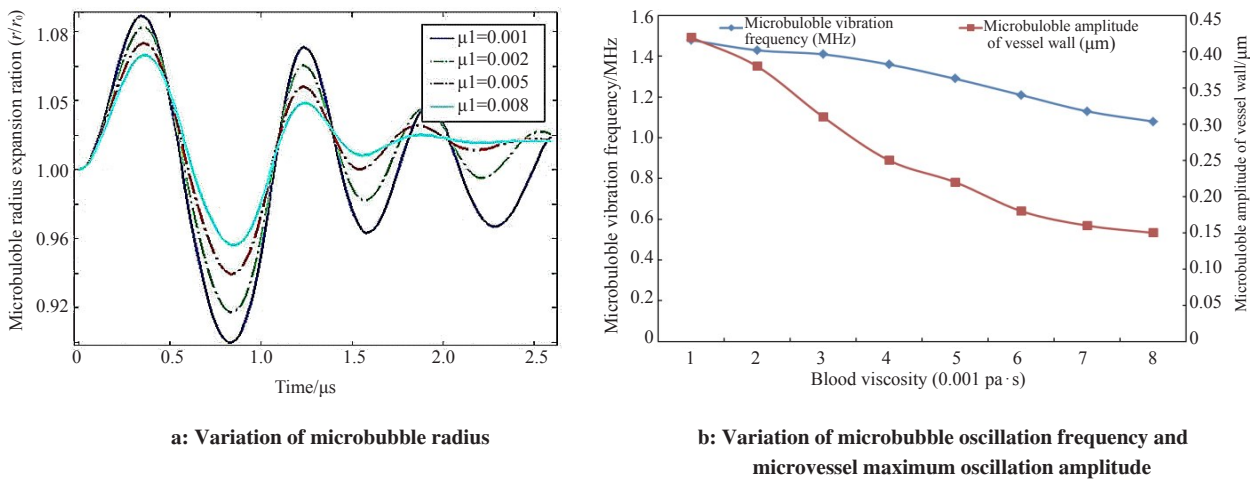 Microbuloble radius expansion ration (r/r₀)
1.08
1.05
1.00
0.96
0.92
μ1=0.001
μ1=0.002
μ1=0.005
μ1=0.008
0
0.5
1.0
1.5
2.0
2.5
Time/μs
a: Variation of microbubble radius
Microbuloble vibration frequency/MHz
1.6
1.4
1.2
1.0
0.8
0.6
0.4
0.2
0
Microbuloble vibration
frequency (MHz)
Microbuloble amplitude
of vessel wall (μm)
0.45
0.40
0.35
0.30
0.25
0.20
0.15
0.10
0.05
0
Microbuloble amplitude of vessel wall/μm
1
2
3
4
5
6
7
8
Blood viscosity (0.001 pa·s)
b: Variation of microbubble oscillation frequency and
microvessel maximum oscillation amplitude